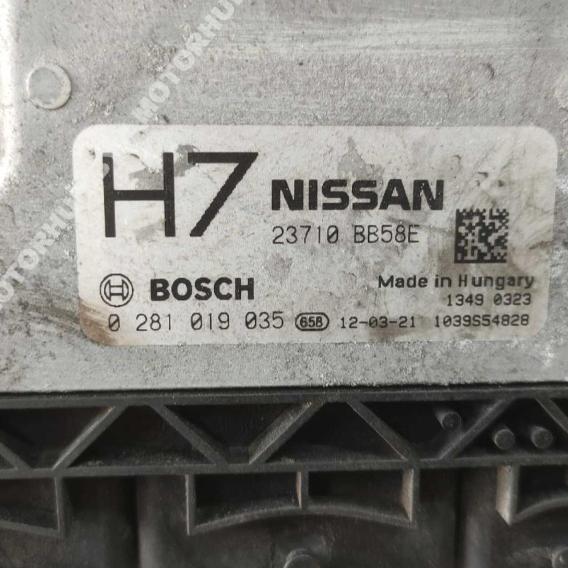 MOTORHUB
H7 NISSAN
23710 BB58E
BOSCH
Made in Hungary
1349 0323
0 281 019 035 658 12-03-21 1039S54828